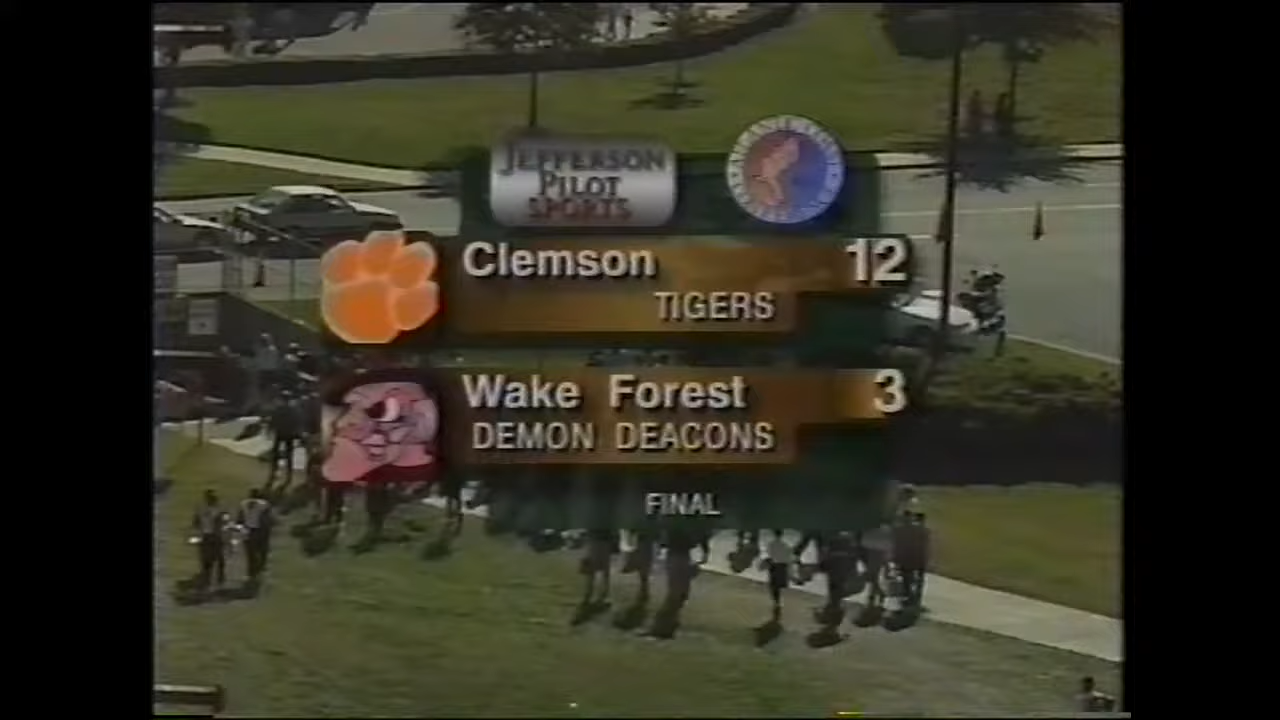 JEFFERSON
PILOT
SPORTS
Clemson 12
TIGERS
Wake Forest 3
DEMON DEACONS
FINAL